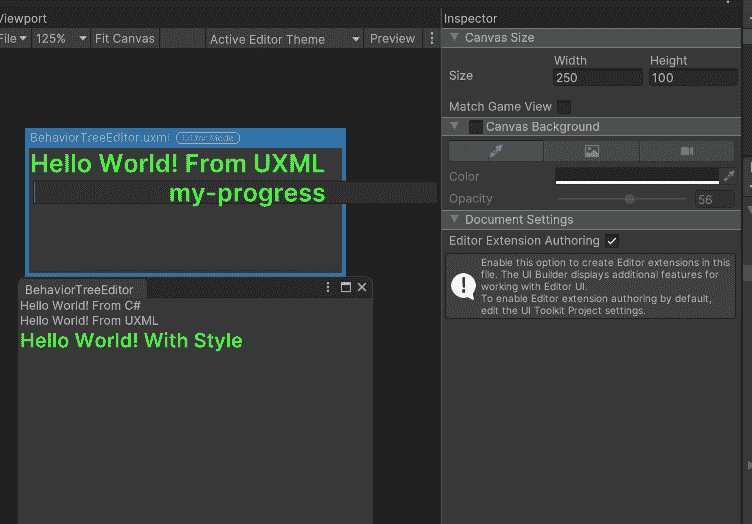 Viewport
File
125%
Fit Canvas
Active Editor Theme
Preview
BehaviorTreeEditor.uxml
Editor Mode
Hello World! From UXML
my-progress
BehaviorTreeEditor
Hello World! From C#
Hello World! From UXML
Hello World! With Style
Inspector
Canvas Size
Width Height
Size 250 100
Match Game View
Canvas Background
Color
Opacity 56
Document Settings
Editor Extension Authoring
Enable this option to create Editor extensions in this
file. The UI Builder displays additional features for
working with Editor UI.
To enable Editor extension authoring by default,
edit the UI Toolkit Project settings.